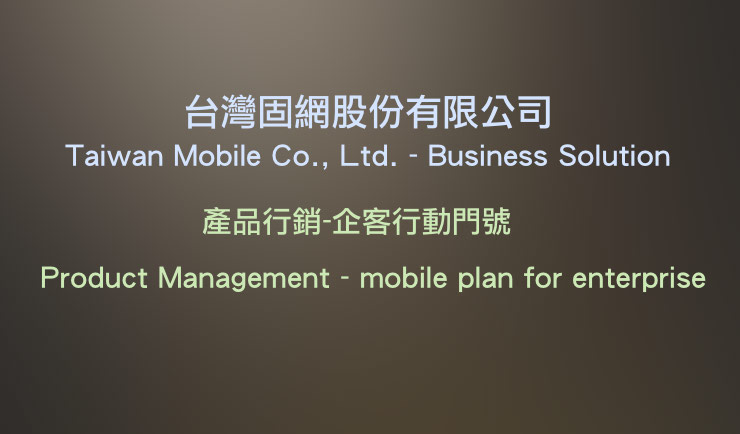 台灣固網股份有限公司
Taiwan Mobile Co., Ltd. - Business Solution
產品行銷-企客行動門號
Product Management - mobile plan for enterprise